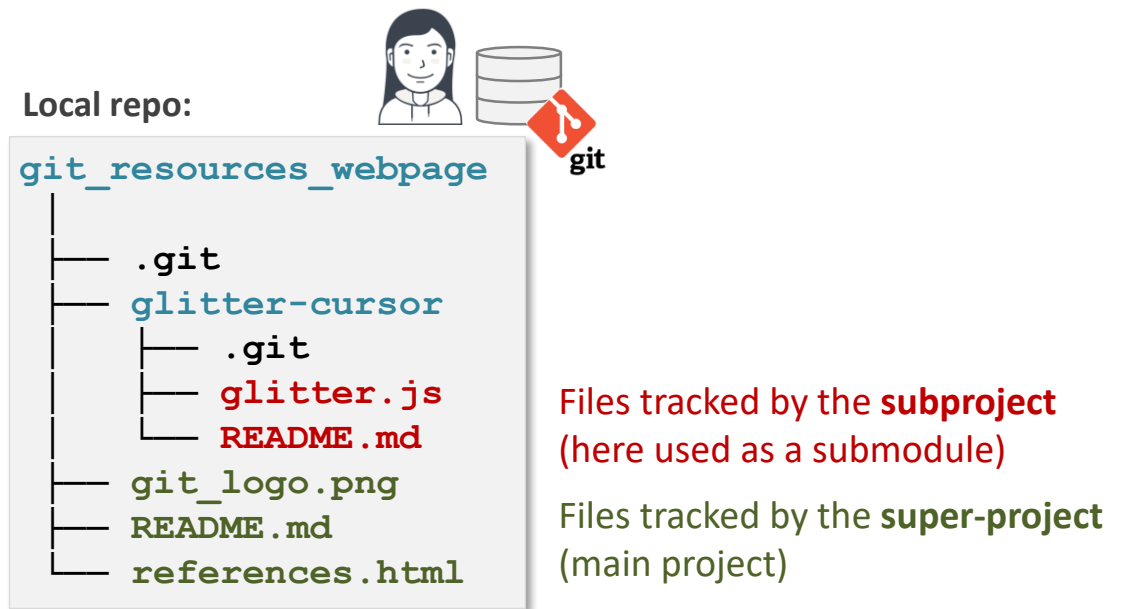 Local repo:
git
git_resources_webpage
│
├── .git
├── glitter-cursor
│   ├── .git
│   ├── glitter.js
│   └── README.md
├── git_logo.png
├── README.md
└── references.html
Files tracked by the subproject
(here used as a submodule)
Files tracked by the super-project
(main project)